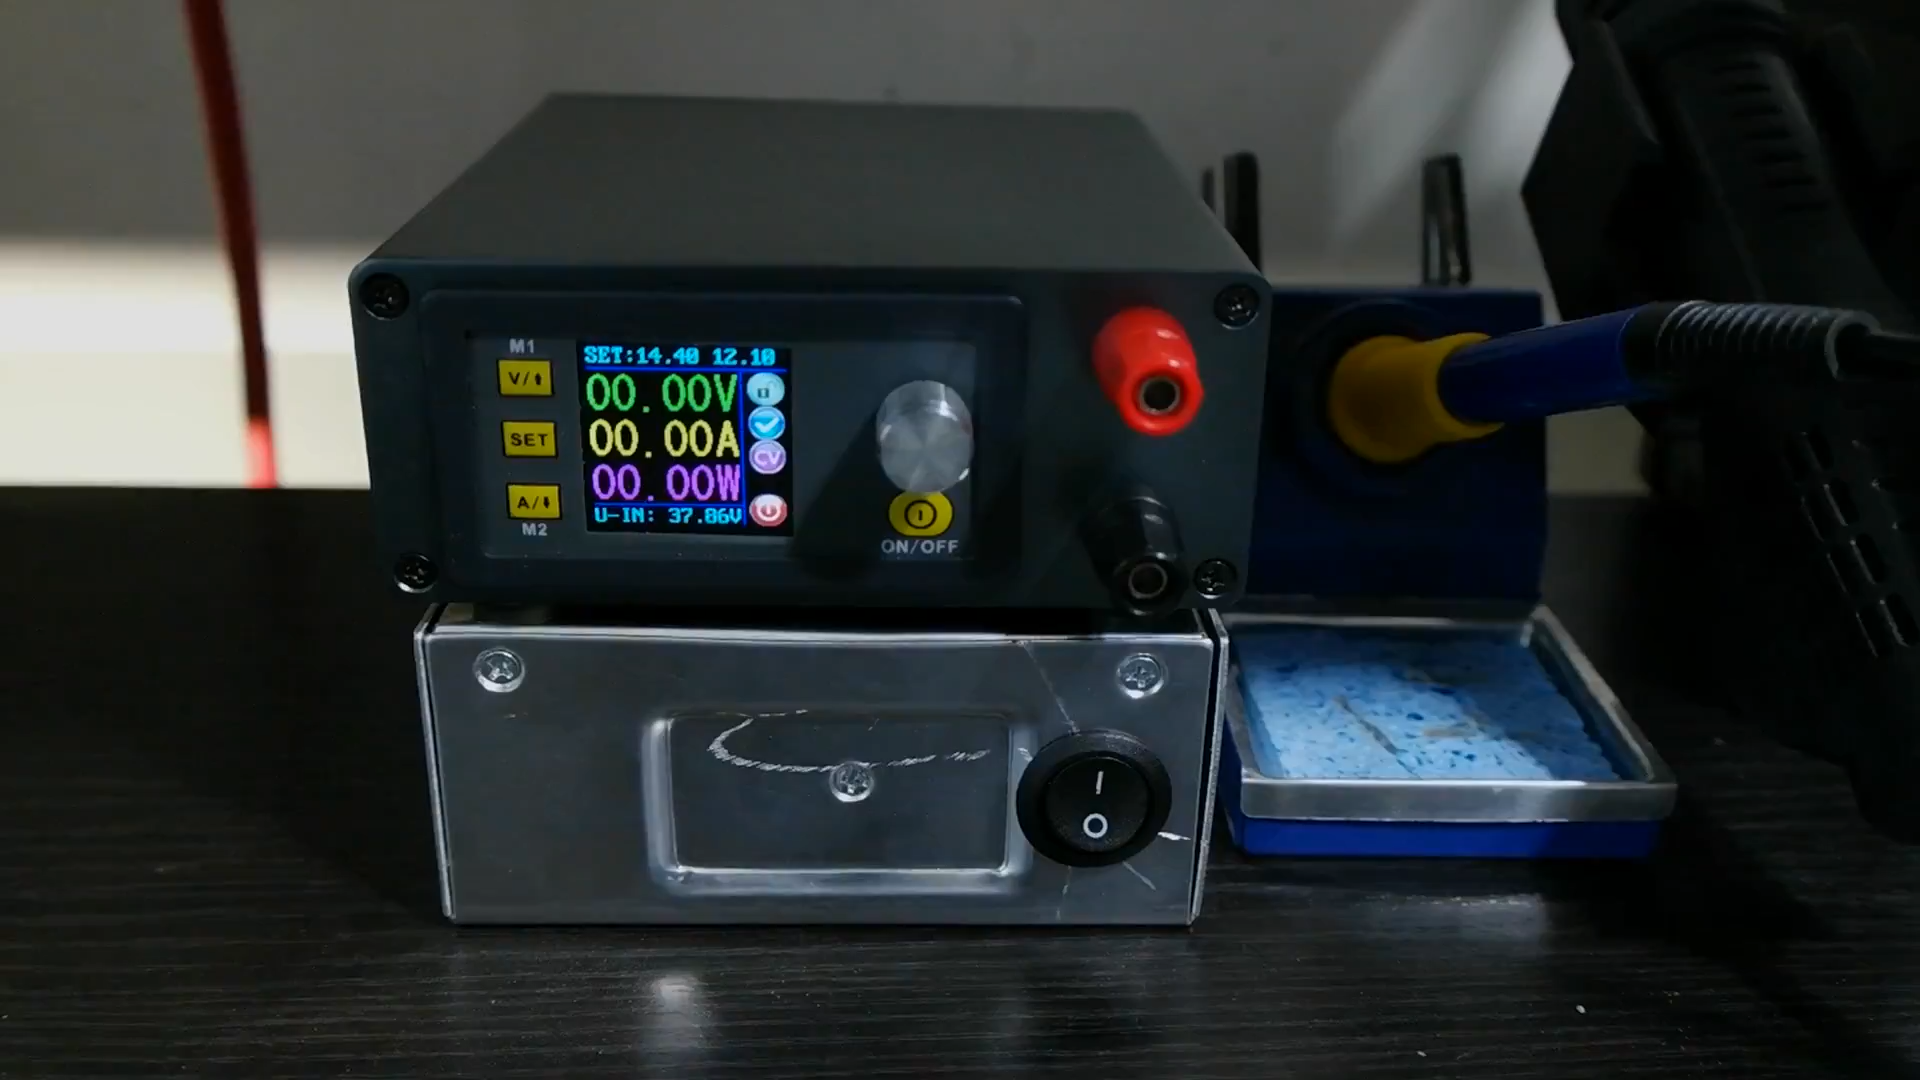 M1
V/⬆
SET
A/⬇
M2
SET:14.40 12.10
00.00V
00.00A
00.00W
U-IN: 37.86V
CV
ON/OFF
I
O